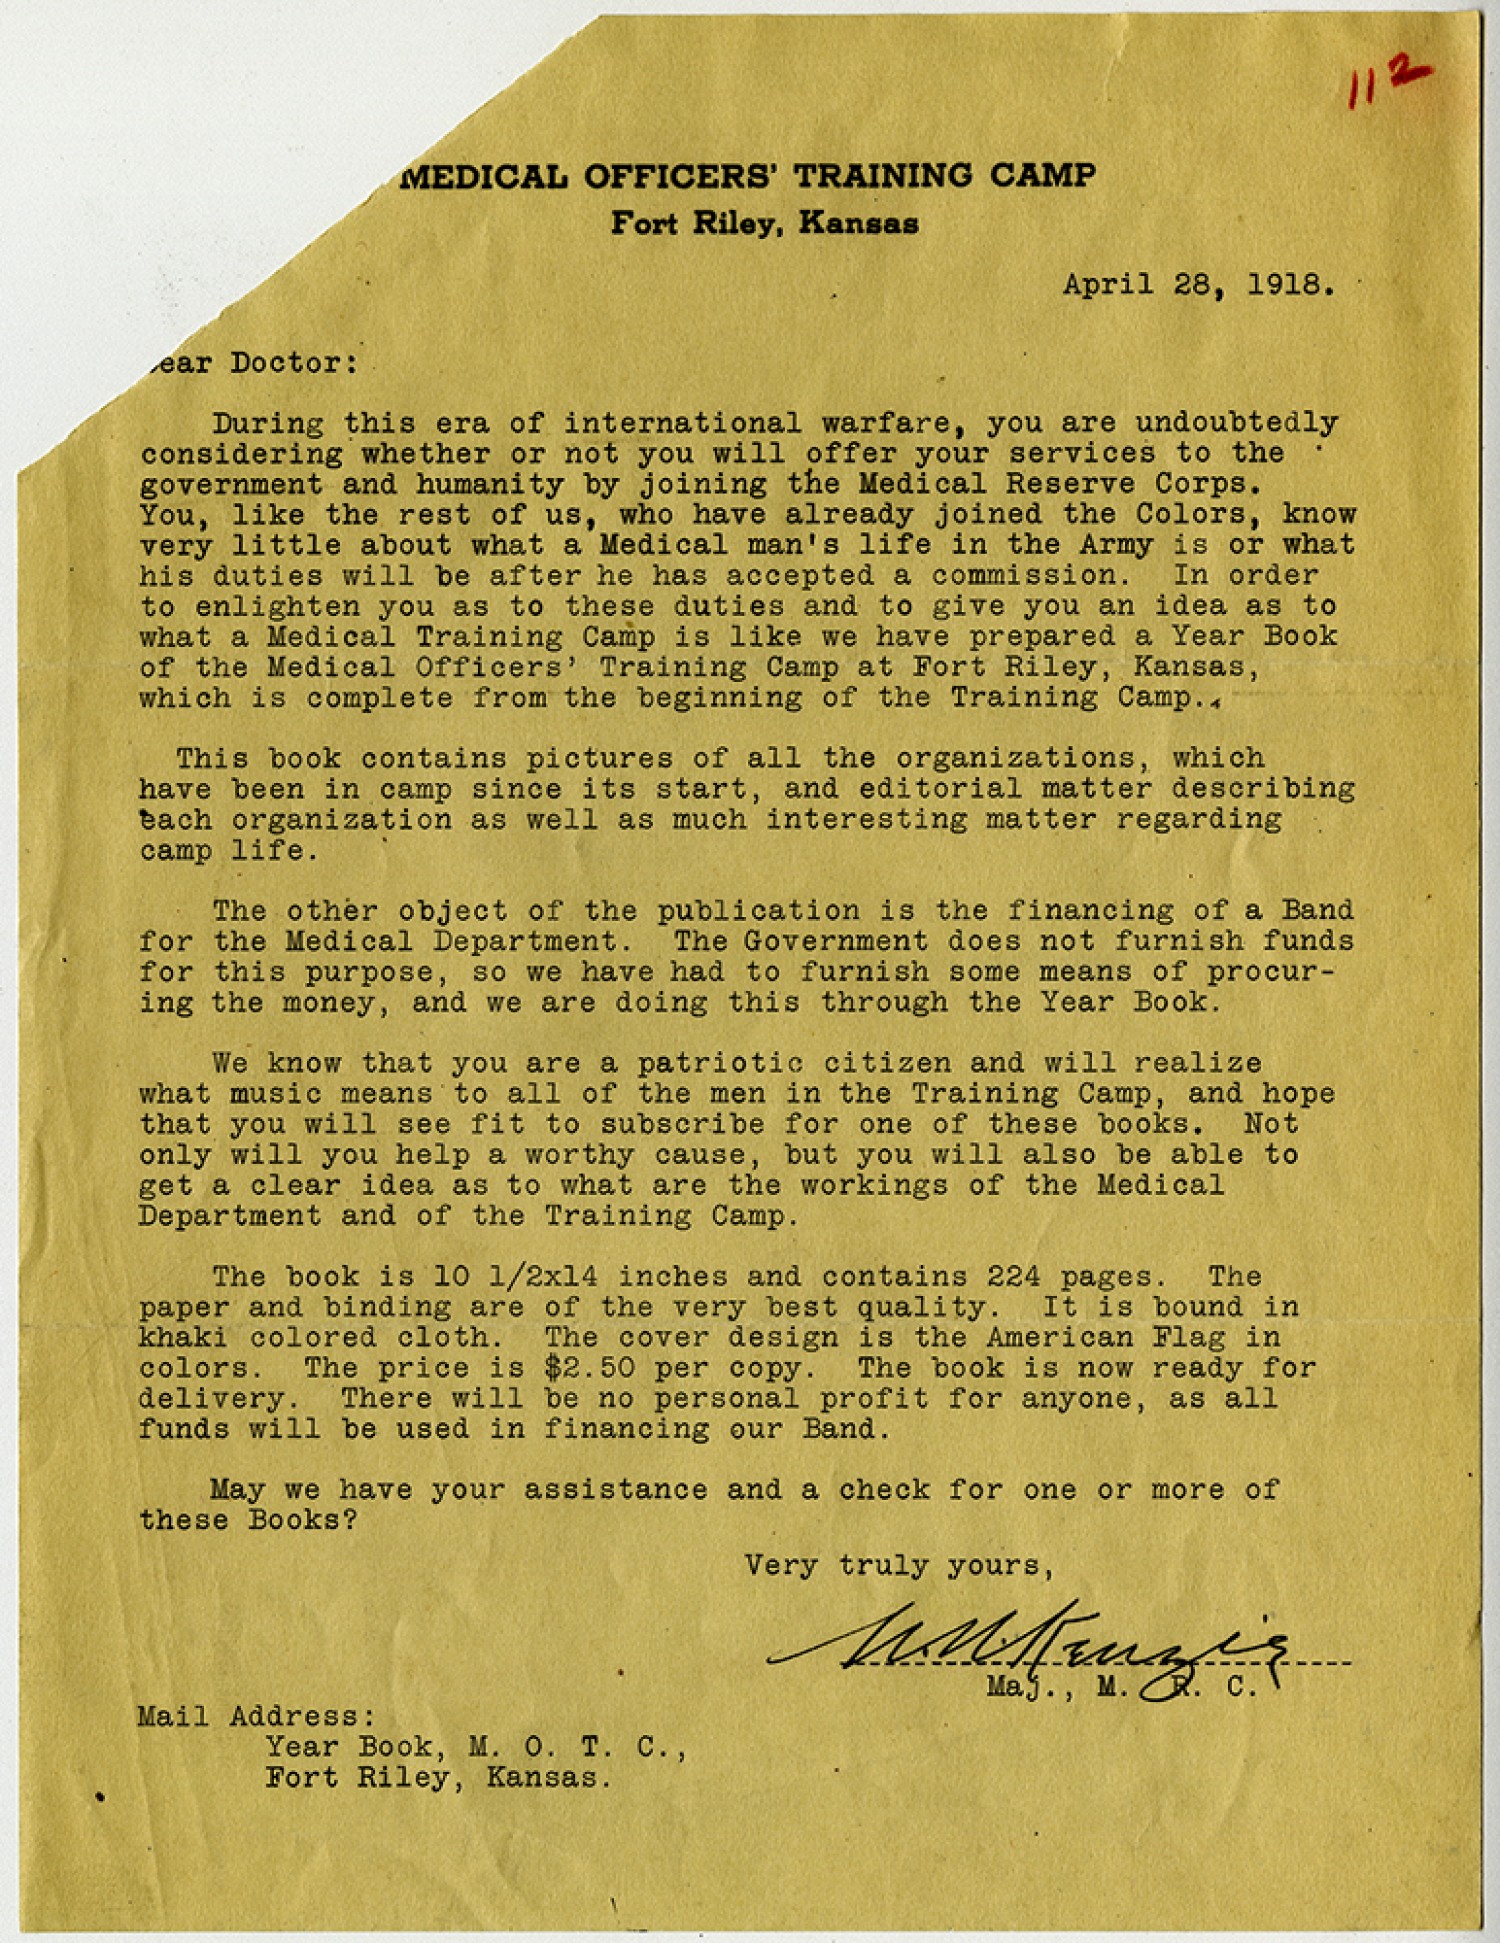 112
MEDICAL OFFICERS' TRAINING CAMP
Fort Riley, Kansas
April 28, 1918.
ear Doctor:
During this era of international warfare, you are undoubtedly
considering whether or not you will offer your services to the
government and humanity by joining the Medical Reserve Corps.
You, like the rest of us, who have already joined the Colors, know
very little about what a Medical man's life in the Army is or what
his duties will be after he has accepted a commission. In order
to enlighten you as to these duties and to give you an idea as to
what a Medical Training Camp is like we have prepared a Year Book
of the Medical Officers' Training Camp at Fort Riley, Kansas,
which is complete from the beginning of the Training Camp.
This book contains pictures of all the organizations, which
have been in camp since its start, and editorial matter describing
each organization as well as much interesting matter regarding
camp life.
The other object of the publication is the financing of a Band
for the Medical Department. The Government does not furnish funds
for this purpose, so we have had to furnish some means of procur-
ing the money, and we are doing this through the Year Book.
We know that you are a patriotic citizen and will realize
what music means to all of the men in the Training Camp, and hope
that you will see fit to subscribe for one of these books. Not
only will you help a worthy cause, but you will also be able to
get a clear idea as to what are the workings of the Medical
Department and of the Training Camp.
The book is 10 1/2x14 inches and contains 224 pages. The
paper and binding are of the very best quality. It is bound in
khaki colored cloth. The cover design is the American Flag in
colors. The price is $2.50 per copy. The book is now ready for
delivery. There will be no personal profit for anyone, as all
funds will be used in financing our Band.
May we have your assistance and a check for one or more of
these Books?
Very truly yours,
Kenzie
Maj., M. R. C.
Mail Address:
Year Book, M. O. T. C.,
Fort Riley, Kansas.